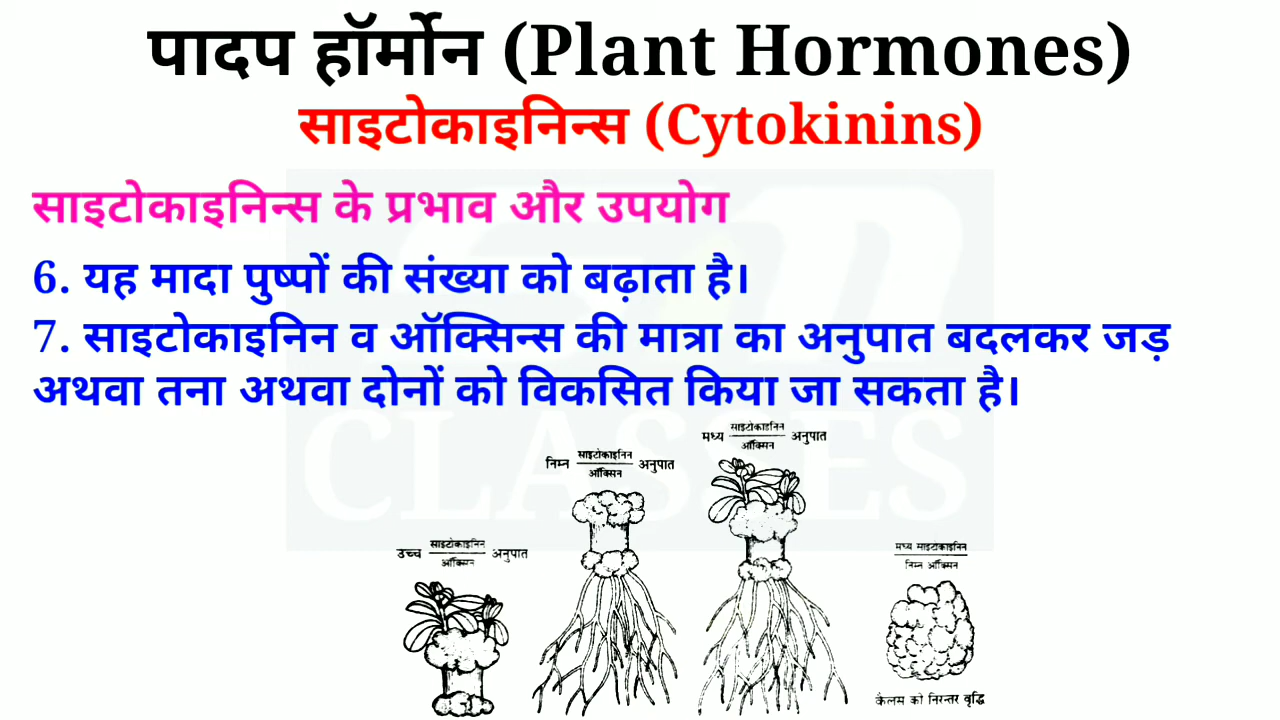 पादप हॉर्मोन (Plant Hormones)
साइटोकाइनिन्स (Cytokinins)
साइटोकाइनिन्स के प्रभाव और उपयोग
6. यह मादा पुष्पों की संख्या को बढ़ाता है।
7. साइटोकाइनिन व ऑक्सिन्स की मात्रा का अनुपात बदलकर जड़
अथवा तना अथवा दोनों को विकसित किया जा सकता है।
CLASSES
मध्य साइटोकाइनिन अनुपात
ऑक्सिन
निम्न साइटोकाइनिन अनुपात
ऑक्सिन
उच्च साइटोकाइनिन अनुपात
ऑक्सिन
मध्य साइटोकाइनिन
निम्न ऑक्सिन
कैलस की निरन्तर वृद्धि